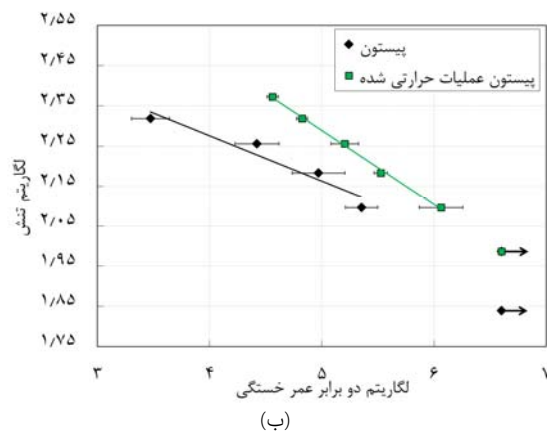 ۲٫۵۵
۲٫۴۵
۲٫۳۵
۲٫۲۵
۲٫۱۵
۲٫۰۵
۱٫۹۵
۱٫۸۵
۱٫۷۵
لگاریتم تنش
پیستون
پیستون عملیات حرارتی شده
۳ ۴ ۵ ۶ ۷
لگاریتم دو برابر عمر خستگی
(ب)